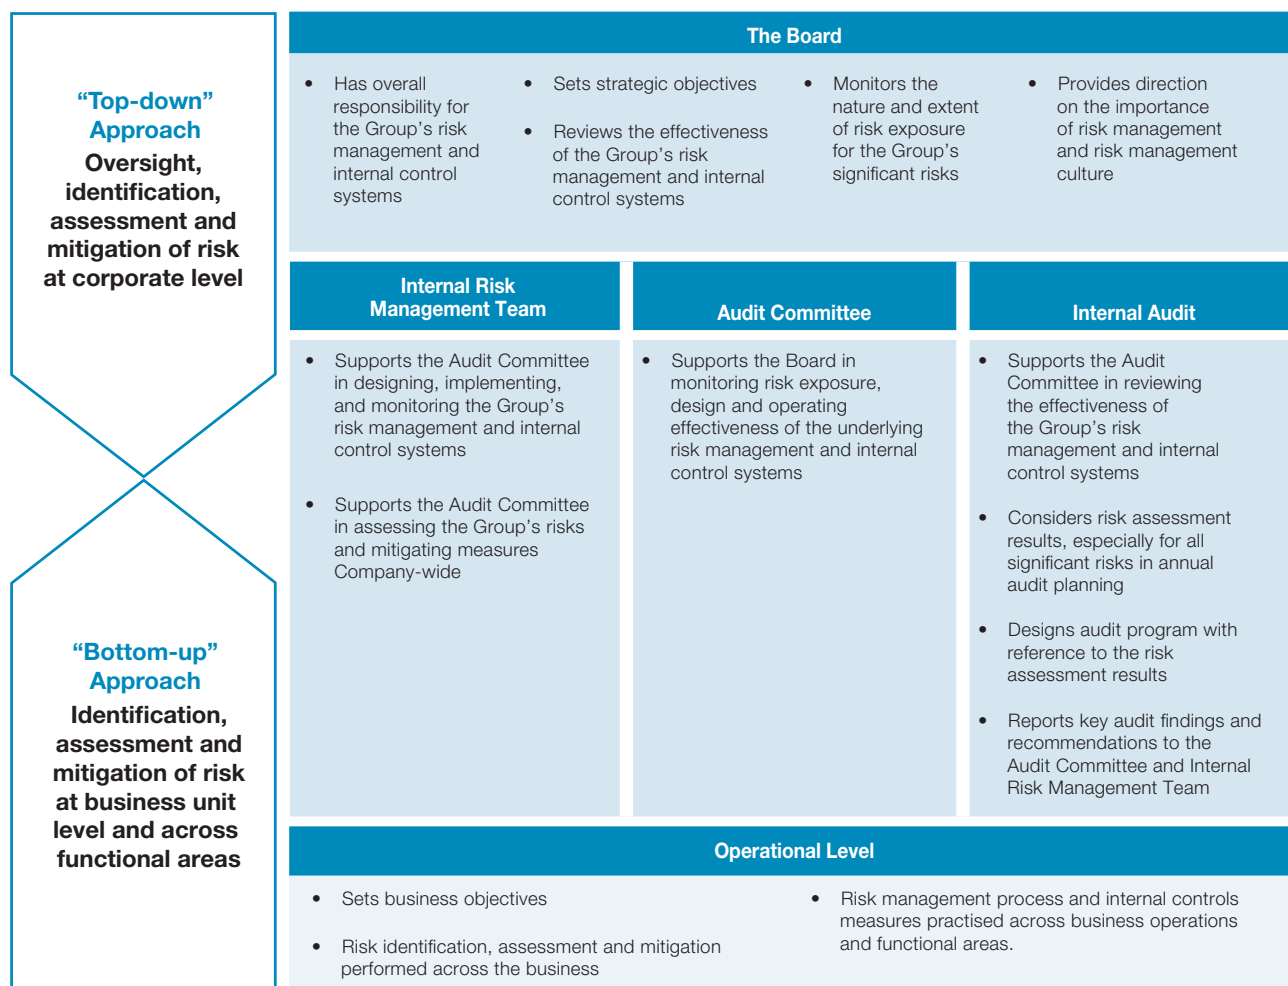 “Top-down”
Approach
Oversight,
identification,
assessment and
mitigation of risk
at corporate level
The Board
• Has overall
responsibility for
the Group’s risk
management and
internal control
systems
• Sets strategic objectives
• Reviews the effectiveness
of the Group’s risk
management and internal
control systems
• Monitors the
nature and extent
of risk exposure
for the Group’s
significant risks
• Provides direction
on the importance
of risk management
and risk management
culture
Internal Risk
Management Team
• Supports the Audit Committee
in designing, implementing,
and monitoring the Group’s
risk management and internal
control systems
• Supports the Audit Committee
in assessing the Group’s risks
and mitigating measures
Company-wide
Audit Committee
• Supports the Board in
monitoring risk exposure,
design and operating
effectiveness of the underlying
risk management and internal
control systems
Internal Audit
• Supports the Audit
Committee in reviewing
the effectiveness of
the Group’s risk
management and internal
control systems
• Considers risk assessment
results, especially for all
significant risks in annual
audit planning
• Designs audit program with
reference to the risk
assessment results
• Reports key audit findings and
recommendations to the
Audit Committee and Internal
Risk Management Team
“Bottom-up”
Approach
Identification,
assessment and
mitigation of risk
at business unit
level and across
functional areas
Operational Level
• Sets business objectives
• Risk identification, assessment and mitigation
performed across the business
• Risk management process and internal controls
measures practised across business operations
and functional areas.